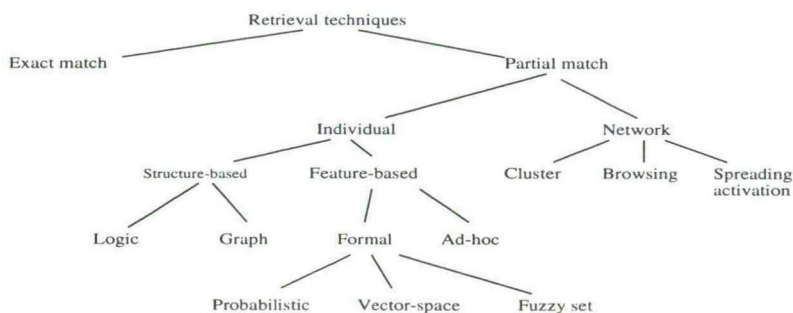 Retrieval techniques
Exact match
Partial match
Individual
Network
Structure-based
Feature-based
Cluster
Browsing
Spreading
activation
Logic
Graph
Formal
Ad-hoc
Probabilistic
Vector-space
Fuzzy set